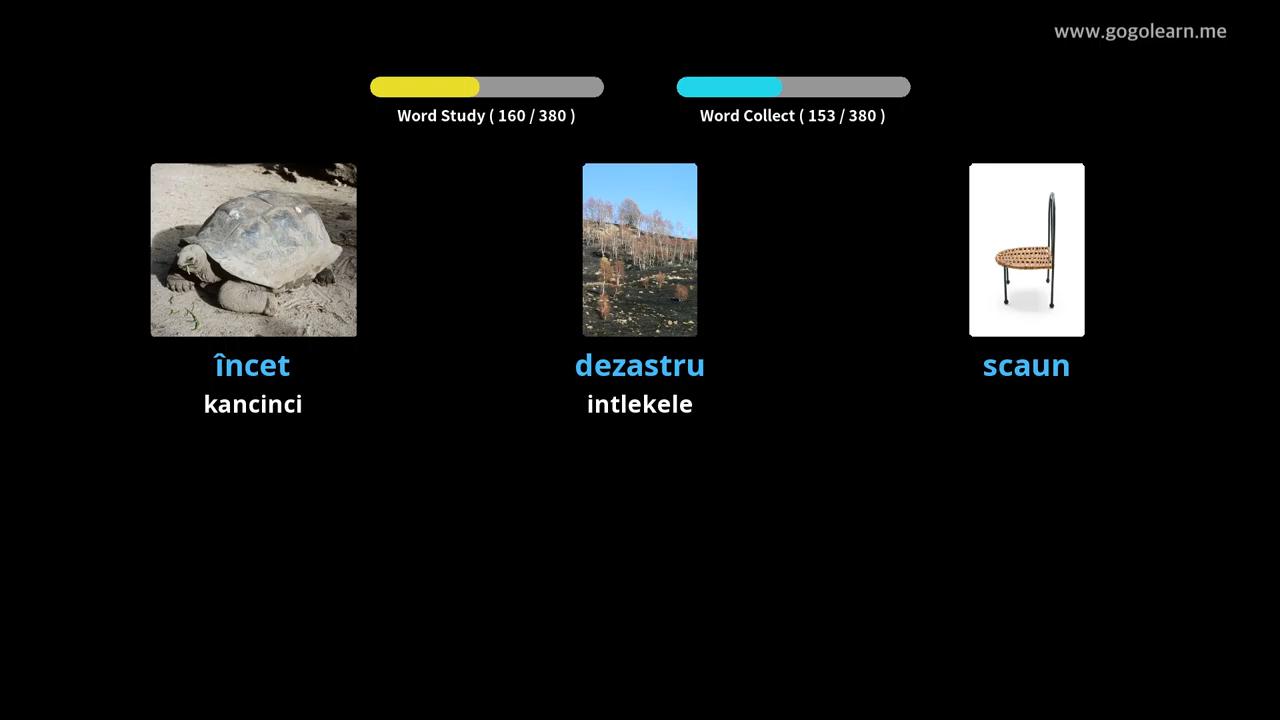 www.gogolearn.me
Word Study ( 160 / 380 )
Word Collect ( 153 / 380 )
încet
dezastru
scaun
kancinci
intlekele